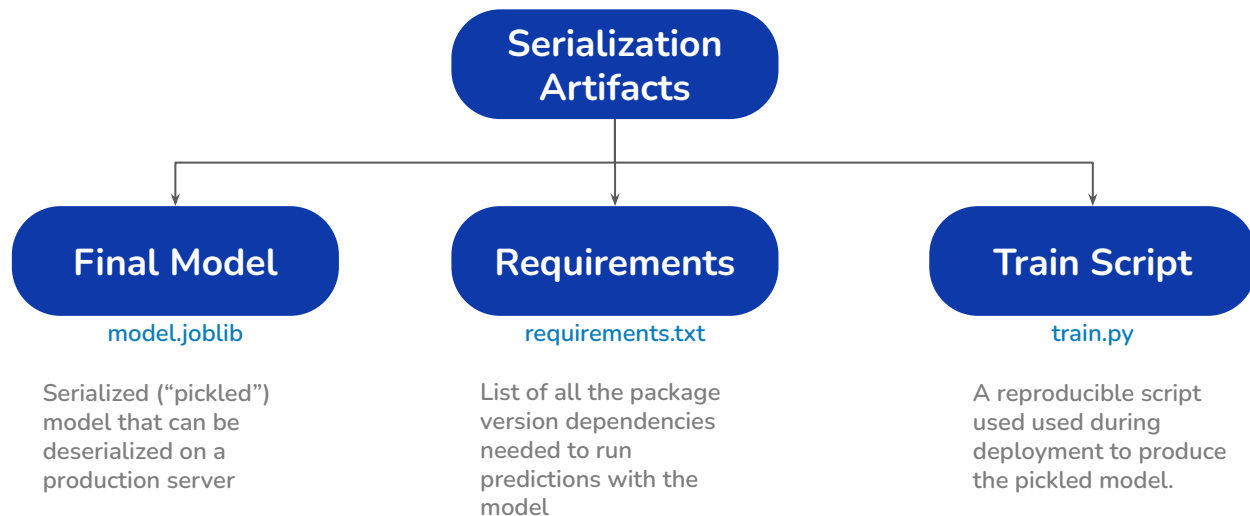 Serialization
Artifacts
Final Model
model.joblib
Serialized (“pickled”)
model that can be
deserialized on a
production server
Requirements
requirements.txt
List of all the package
version dependencies
needed to run
predictions with the
model
Train Script
train.py
A reproducible script
used used during
deployment to produce
the pickled model.